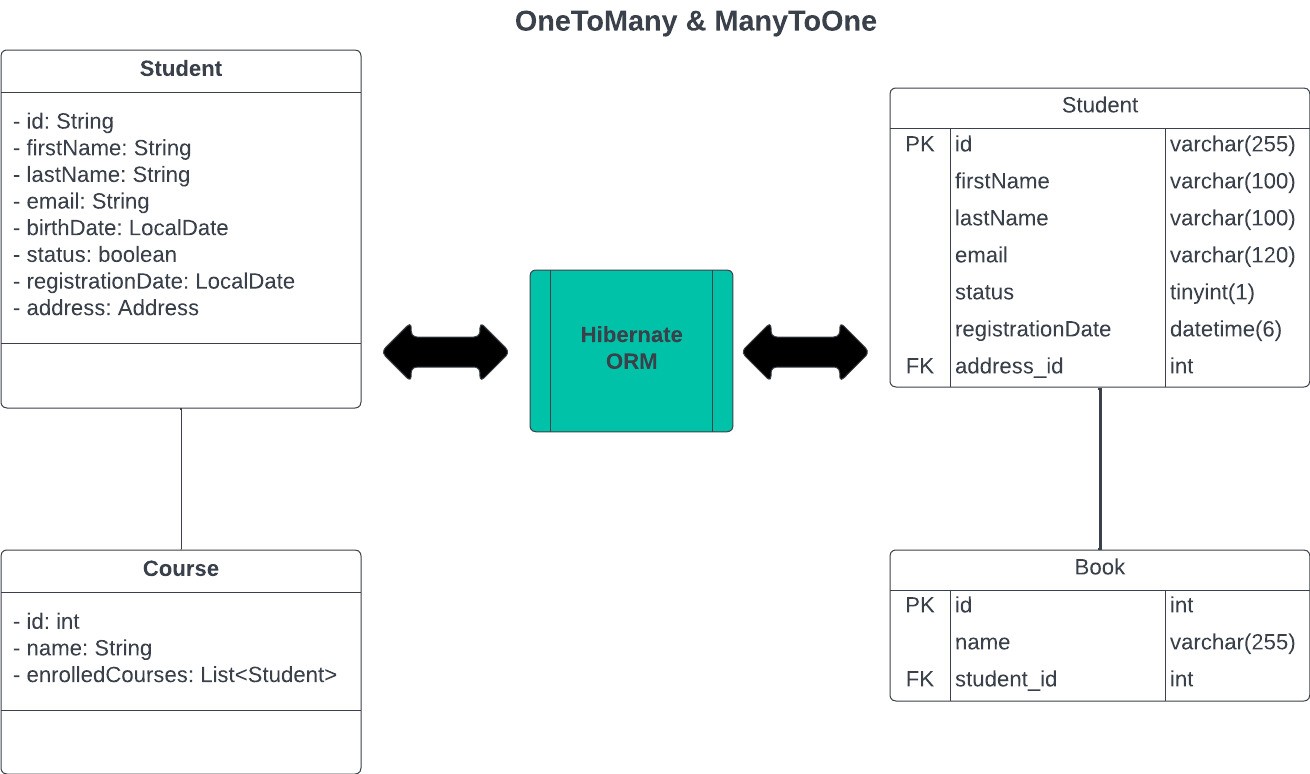 OneToMany & ManyToOne
Student
- id: String
- firstName: String
- lastName: String
- email: String
- birthDate: LocalDate
- status: boolean
- registrationDate: LocalDate
- address: Address
Course
- id: int
- name: String
- enrolledCourses: List<Student>
Hibernate
ORM
Student
PK id varchar(255)
firstName varchar(100)
lastName varchar(100)
email varchar(120)
status tinyint(1)
registrationDate datetime(6)
FK address_id int
Book
PK id int
name varchar(255)
FK student_id int